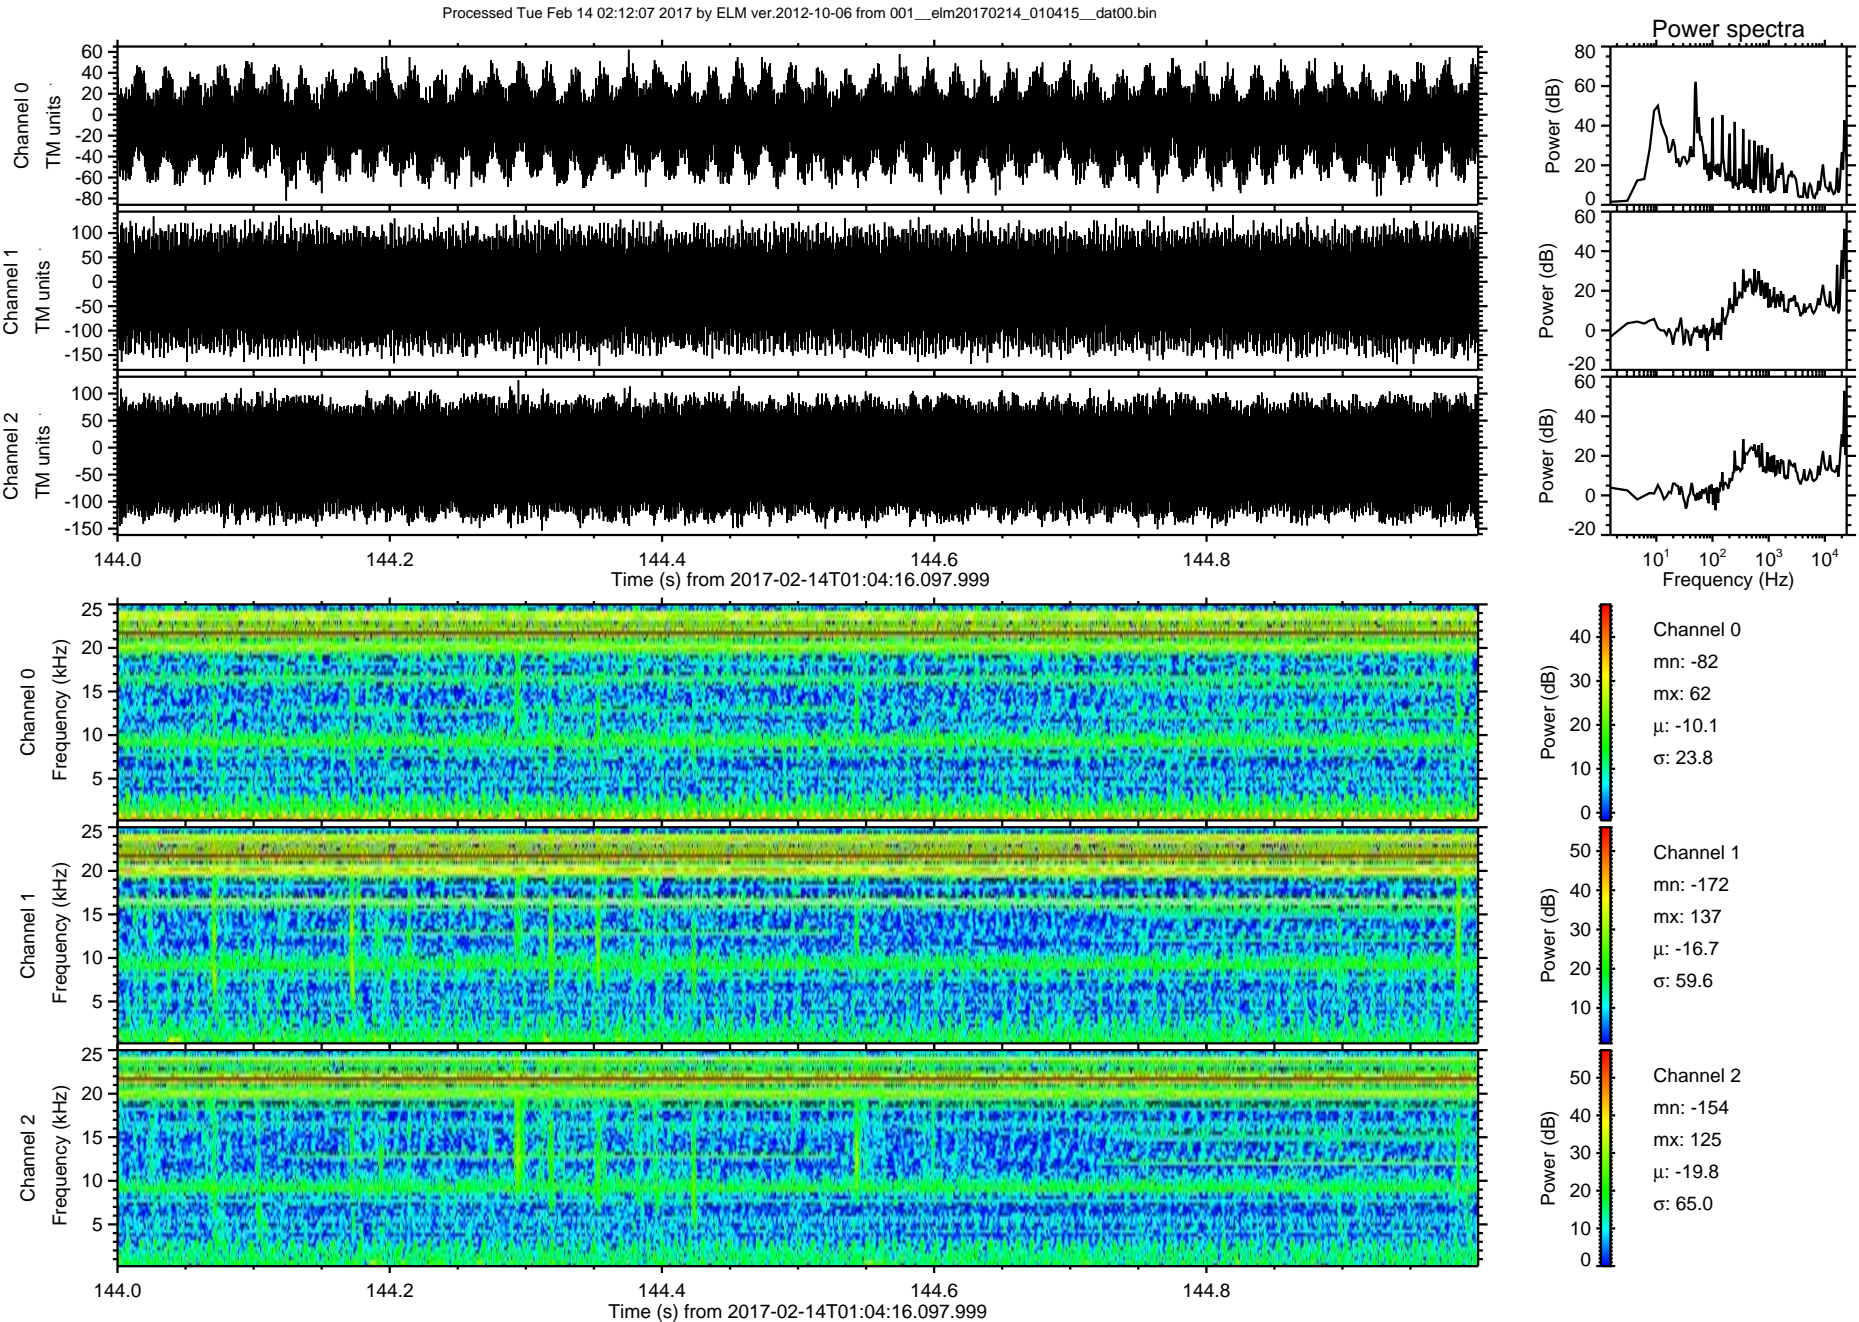 Processed Tue Feb 14 02:12:07 2017 by ELM ver.2012-10-06 from 001__elm20170214_010415__dat00.bin
Power spectra
Channel 0
TM units
60
40
20
0
-20
-40
-60
-80
Power (dB)
80
60
40
20
0
Channel 1
TM units
100
50
0
-50
-100
-150
Power (dB)
60
40
20
0
-20
Channel 2
TM units
100
50
0
-50
-100
-150
Power (dB)
60
40
20
0
-20
144.0 144.2 144.4 144.6 144.8
Time (s) from 2017-02-14T01:04:16.097.999
10¹ 10² 10³ 10⁴
Frequency (Hz)
Channel 0
Frequency (kHz)
25
20
15
10
5
Power (dB)
40
30
20
10
0
Channel 0
mn: -82
mx: 62
μ: -10.1
σ: 23.8
Channel 1
Frequency (kHz)
25
20
15
10
5
Power (dB)
50
40
30
20
10
Channel 1
mn: -172
mx: 137
μ: -16.7
σ: 59.6
Channel 2
Frequency (kHz)
25
20
15
10
5
Power (dB)
50
40
30
20
10
0
Channel 2
mn: -154
mx: 125
μ: -19.8
σ: 65.0
144.0 144.2 144.4 144.6 144.8
Time (s) from 2017-02-14T01:04:16.097.999